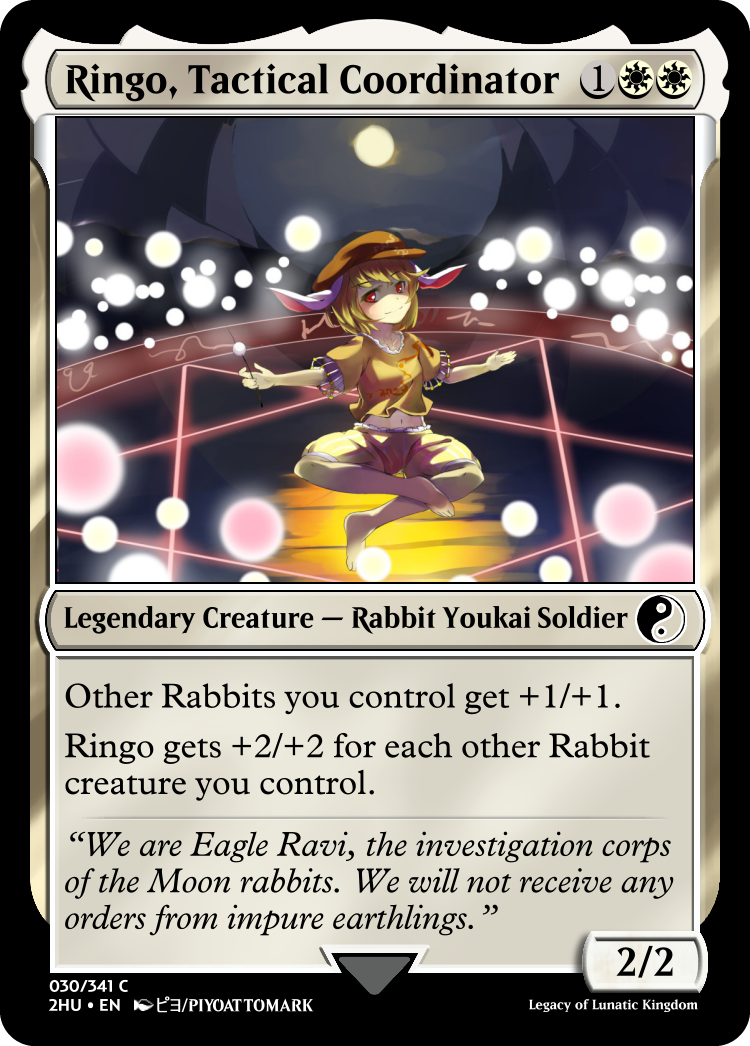 Ringo, Tactical Coordinator 1
Legendary Creature — Rabbit Youkai Soldier
Other Rabbits you control get +1/+1.
Ringo gets +2/+2 for each other Rabbit
creature you control.
“We are Eagle Ravi, the investigation corps
of the Moon rabbits. We will not receive any
orders from impure earthlings.”
2/2
030/341 C
2HU • EN ピヨ/PIYOATTOMARK
Legacy of Lunatic Kingdom